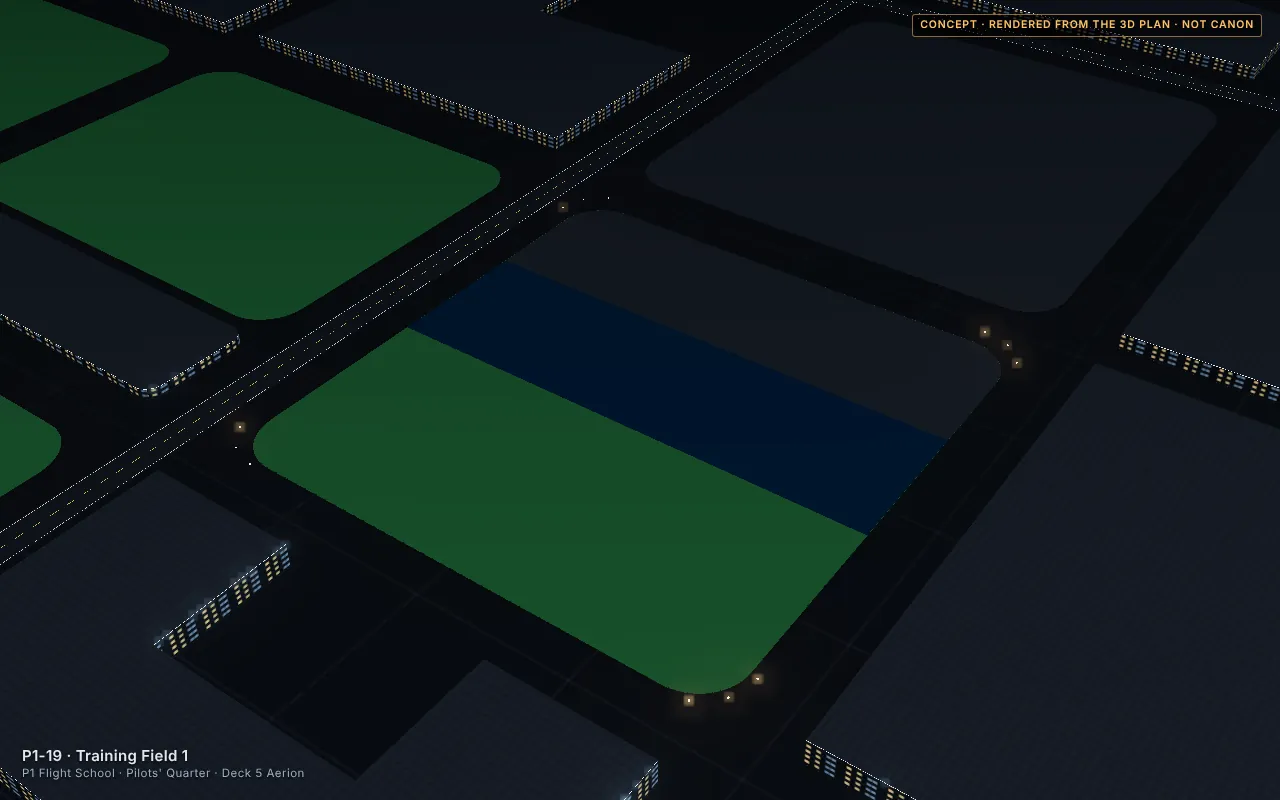 CONCEPT · RENDERED FROM THE 3D PLAN · NOT CANON
P1-19 · Training Field 1
P1 Flight School · Pilots' Quarter · Deck 5 Aerion